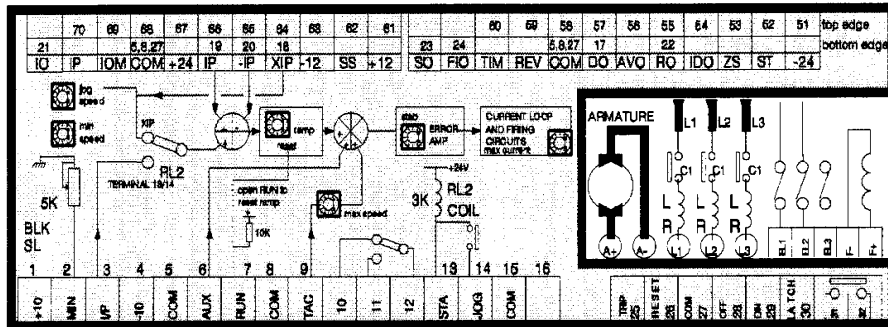 70 69 68 67 66 65 64 63 62 61 60 59 58 57 56 55 54 53 52 51 top edge
21 5,8,27 19 20 18 23 24 5,8,27 17 22 bottom edge
IO IP IOM COM +24 IP -IP XIP -12 SS +12 SO FIO TIM REV COM DO AVO RO IDO ZS ST -24
jog
speed
min
speed
XIP
RL2
TERMINAL 13/14
ramp
reset
open RUN to
reset ramp
10K
max speed
stab
ERROR
AMP
CURRENT LOOP
AND FIRING
CIRCUITS
max current
+24V
3K
RL2
COIL
5K
BLK
SL
ARMATURE
L1 L2 L3
C1 C1 C1
L L L
R R R
A+ A- L1 L2 L3 EL1 EL2 EL3 F- F+
1 2 3 4 5 6 7 8 9 10 11 12 13 14 15 16
+10 MIN I/P -10 COM AUX RUN COM TAC STA JOG COM
TRIP 25 RESET 26 COM 27 OFF 28 ON 29 LATCH 30